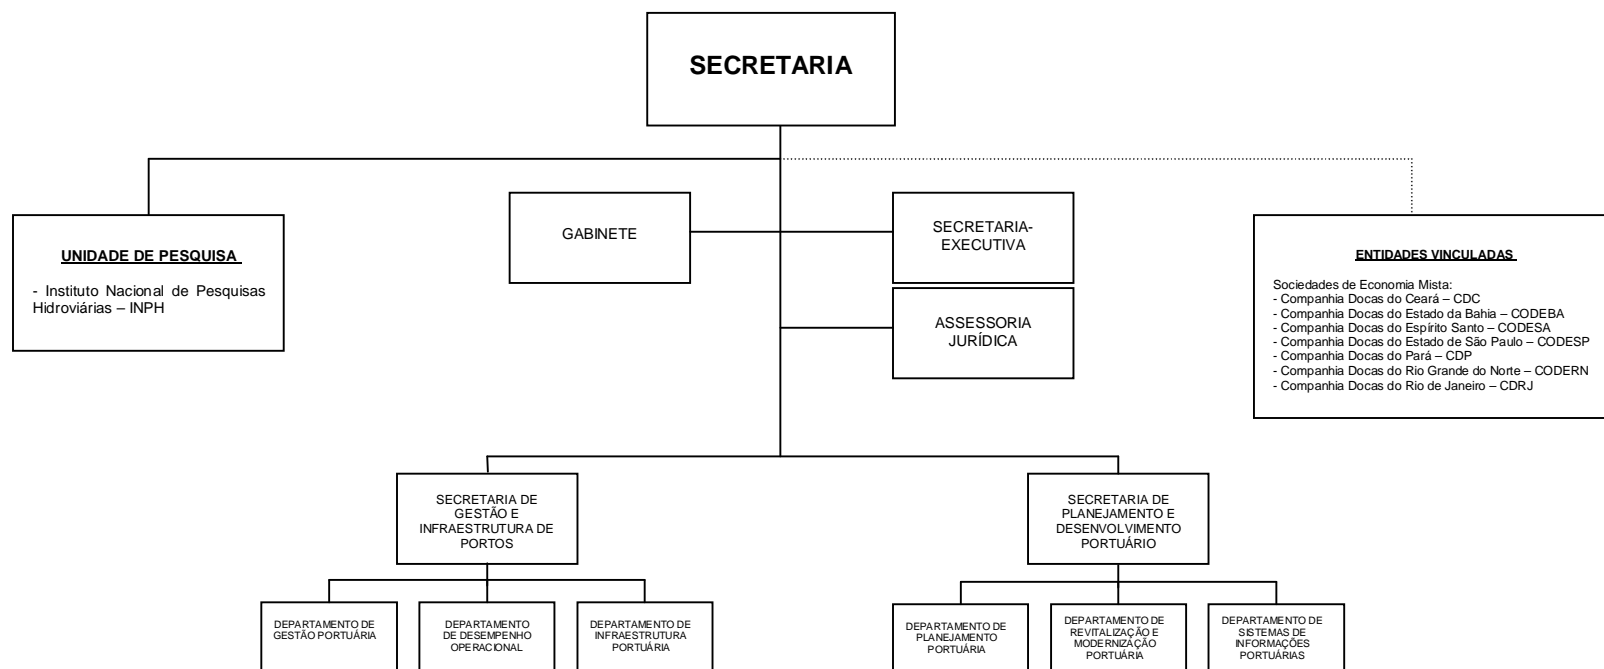 SECRETARIA
GABINETE
SECRETARIA-
EXECUTIVA
ASSESSORIA
JURÍDICA
UNIDADE DE PESQUISA
- Instituto Nacional de Pesquisas
Hidroviárias – INPH
ENTIDADES VINCULADAS
Sociedades de Economia Mista:
- Companhia Docas do Ceará – CDC
- Companhia Docas do Estado da Bahia – CODEBA
- Companhia Docas do Espírito Santo – CODESA
- Companhia Docas do Estado de São Paulo – CODESP
- Companhia Docas do Pará – CDP
- Companhia Docas do Rio Grande do Norte – CODERN
- Companhia Docas do Rio de Janeiro – CDRJ
SECRETARIA DE
GESTÃO E
INFRAESTRUTURA DE
PORTOS
SECRETARIA DE
PLANEJAMENTO E
DESENVOLVIMENTO
PORTUÁRIO
DEPARTAMENTO DE
GESTÃO PORTUÁRIA
DEPARTAMENTO
DE DESEMPENHO
OPERACIONAL
DEPARTAMENTO DE
INFRAESTRUTURA
PORTUÁRIA
DEPARTAMENTO DE
PLANEJAMENTO
PORTUÁRIA
DEPARTAMENTO DE
REVITALIZAÇÃO E
MODERNIZAÇÃO
PORTUÁRIA
DEPARTAMENTO DE
SISTEMAS DE
INFORMAÇÕES
PORTUÁRIAS